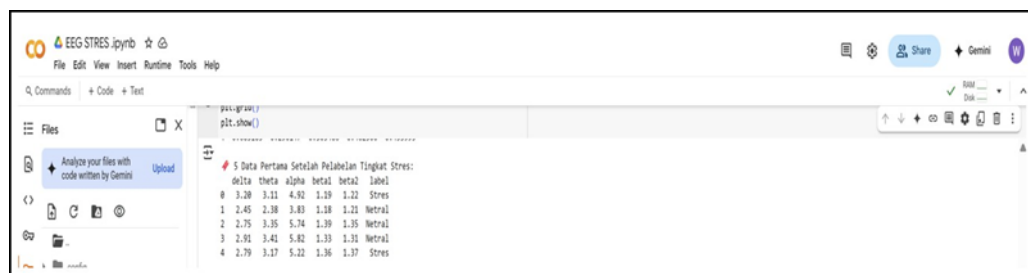 CO EEG STRES .ipynb
File Edit View Insert Runtime Tools Help
Share Gemini W
Commands + Code + Text
RAM
Disk
plt.grid()
plt.show()
Files
Analyze your files with code written by Gemini
Upload
5 Data Pertama Setelah Pelabelan Tingkat Stres:
delta theta alpha beta1 beta2 label
0 3.20 3.11 4.92 1.19 1.22 Stres
1 2.45 2.38 3.83 1.18 1.21 Netral
2 2.75 3.35 5.74 1.39 1.35 Netral
3 2.91 3.41 5.82 1.33 1.31 Netral
4 2.79 3.17 5.22 1.36 1.37 Stres
..
config